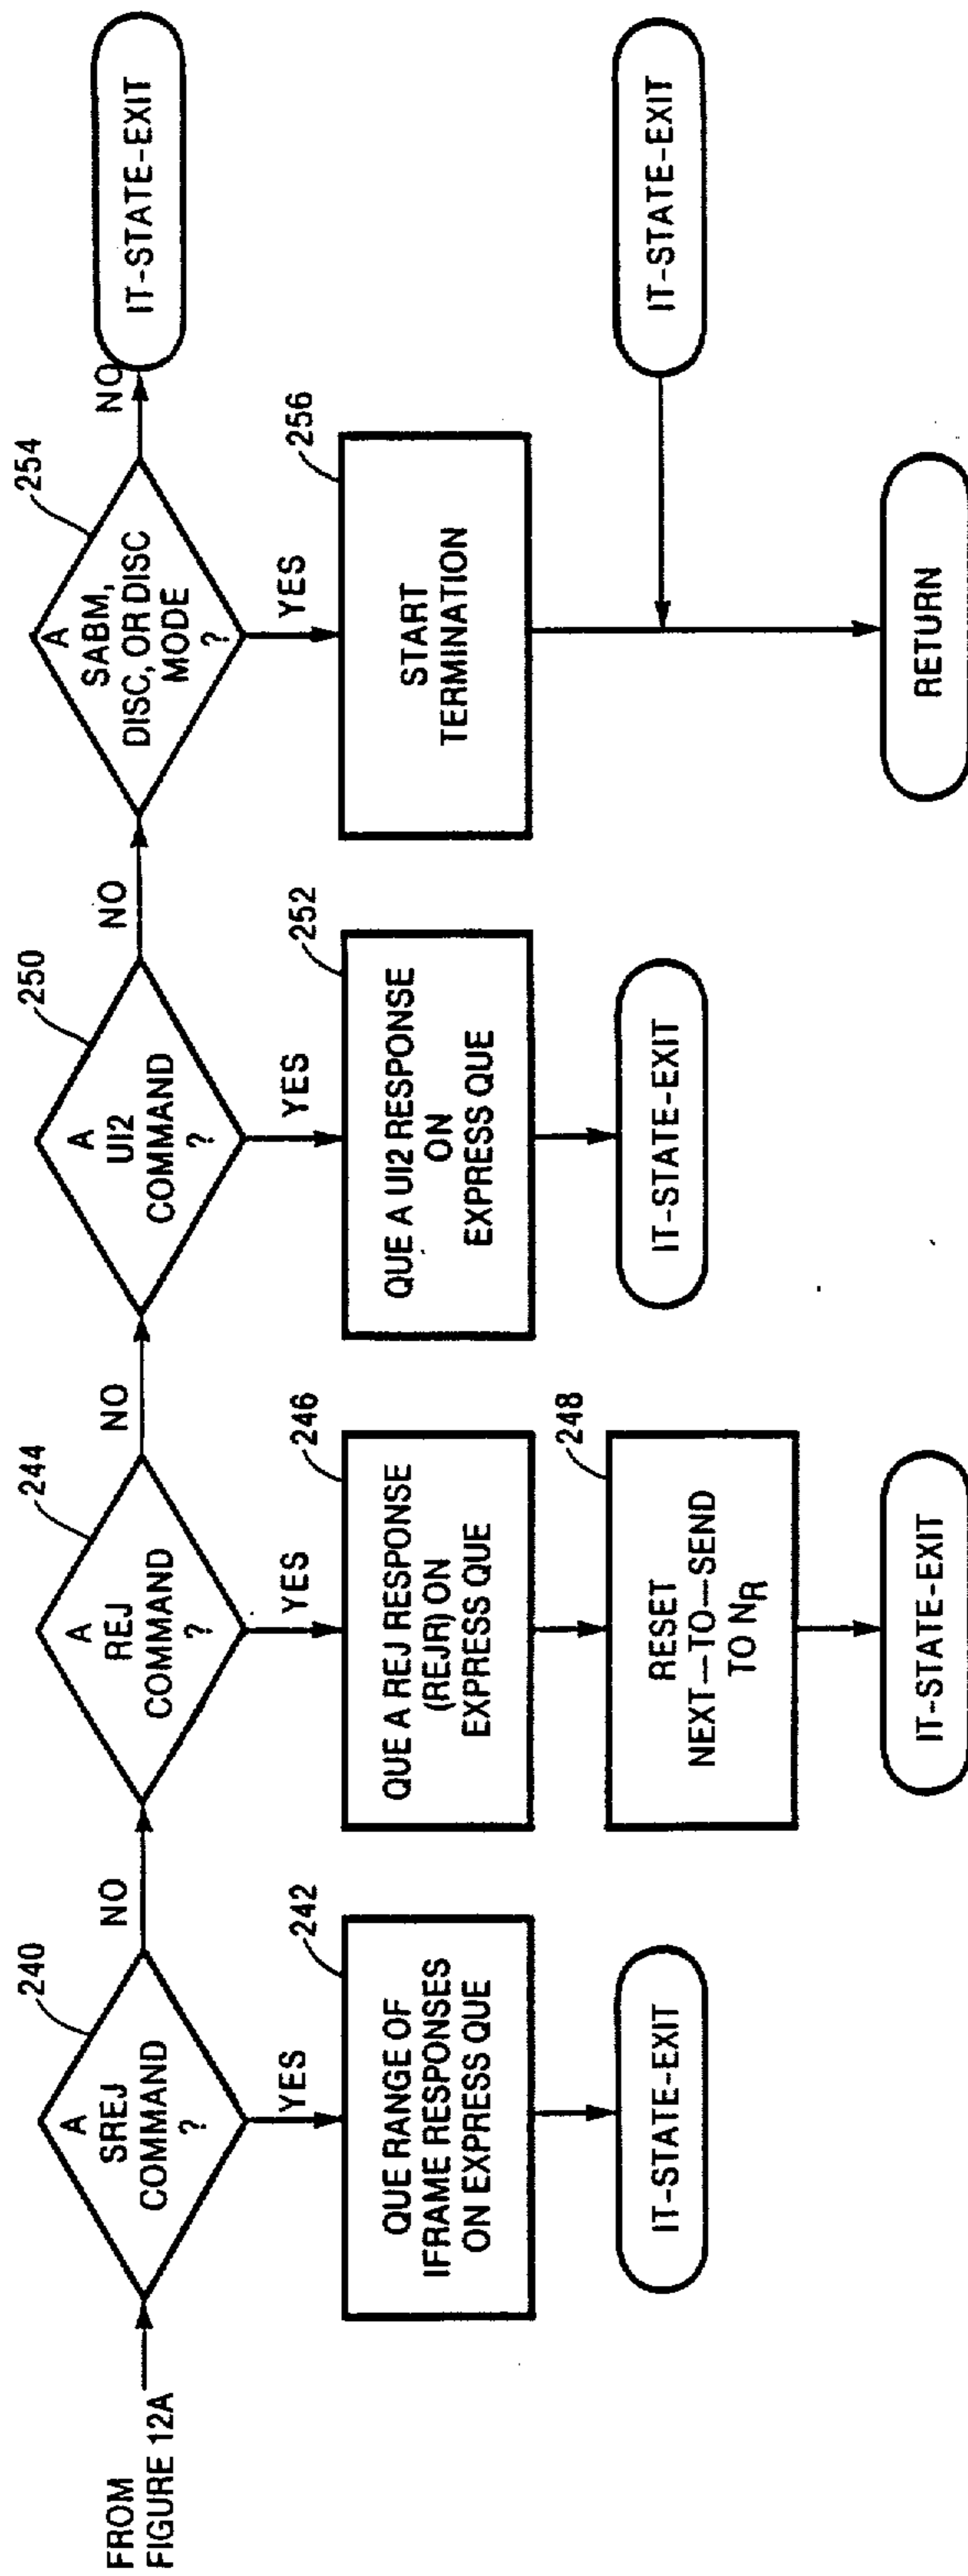 FROM
FIGURE 12A
240
A
SREJ
COMMAND
?
NO
YES
242
QUE RANGE OF
IFRAME RESPONSES
ON EXPRESS QUE
IT-STATE-EXIT
244
A
REJ
COMMAND
?
NO
YES
246
QUE A REJ RESPONSE
(REJR) ON
EXPRESS QUE
248
RESET
NEXT—TO—SEND
TO NR
IT-STATE-EXIT
250
A
UI2
COMMAND
?
NO
YES
252
QUE A UI2 RESPONSE
ON
EXPRESS QUE
IT-STATE-EXIT
254
A
SABM,
DISC, OR DISC
MODE
?
NO
IT-STATE-EXIT
YES
256
START
TERMINATION
IT-STATE-EXIT
RETURN